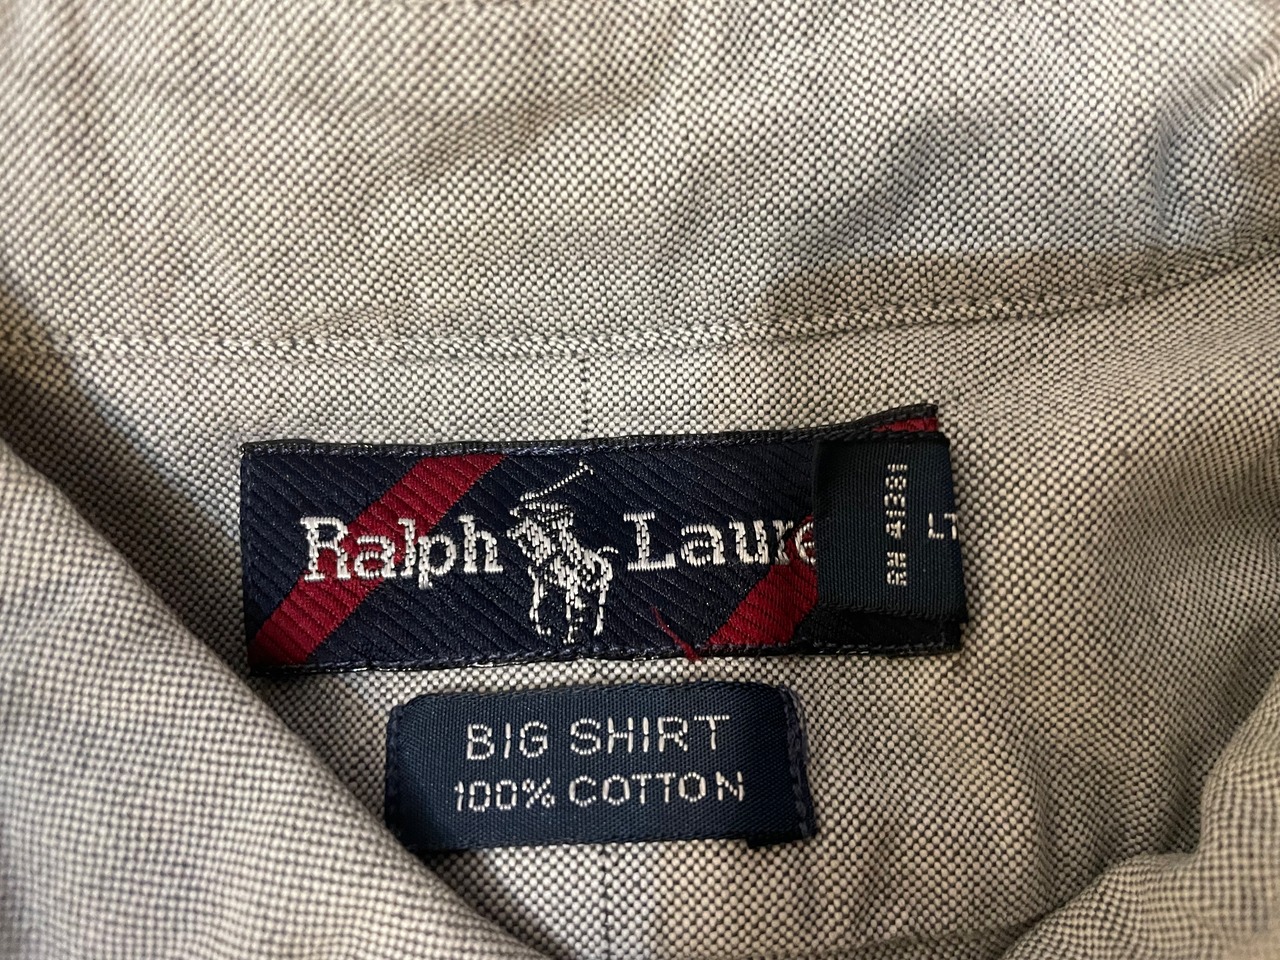 Ralph Laure
RN 41381
LT
BIG SHIRT
100% COTTON